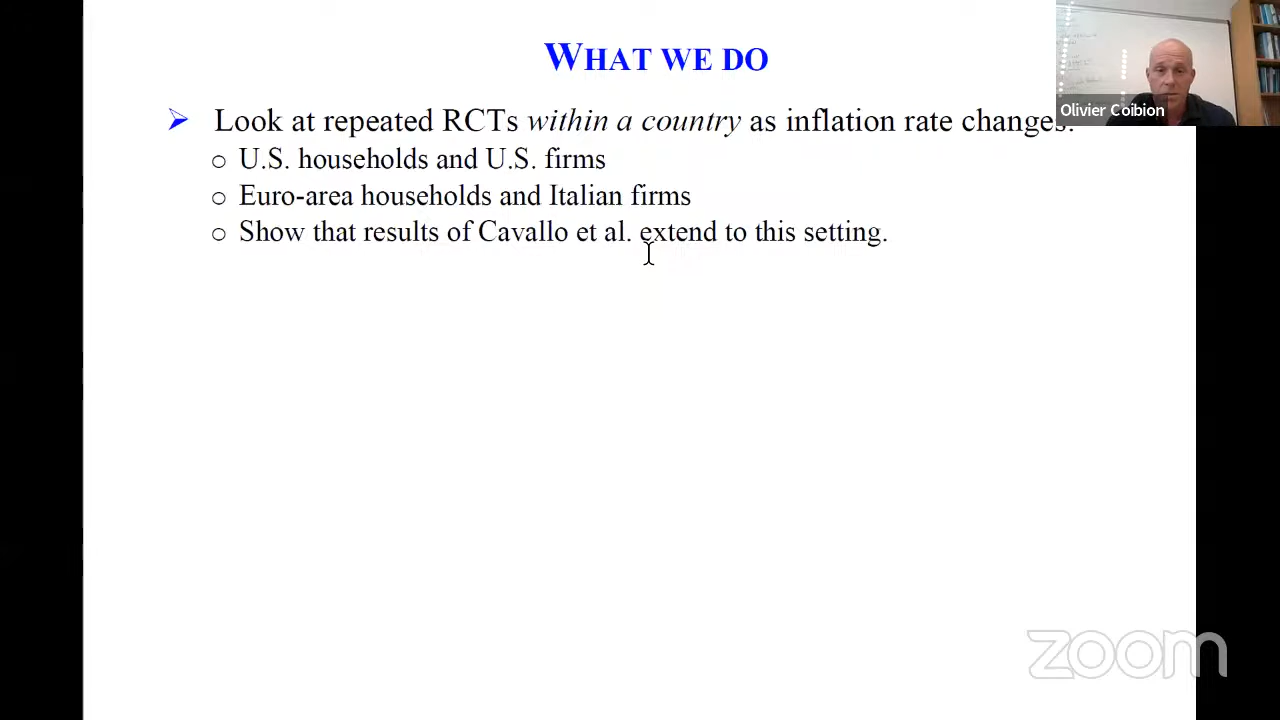 WHAT WE DO
Olivier Coibion
➢ Look at repeated RCTs within a country as inflation rate changes.
o U.S. households and U.S. firms
o Euro-area households and Italian firms
o Show that results of Cavallo et al. extend to this setting.
zoom